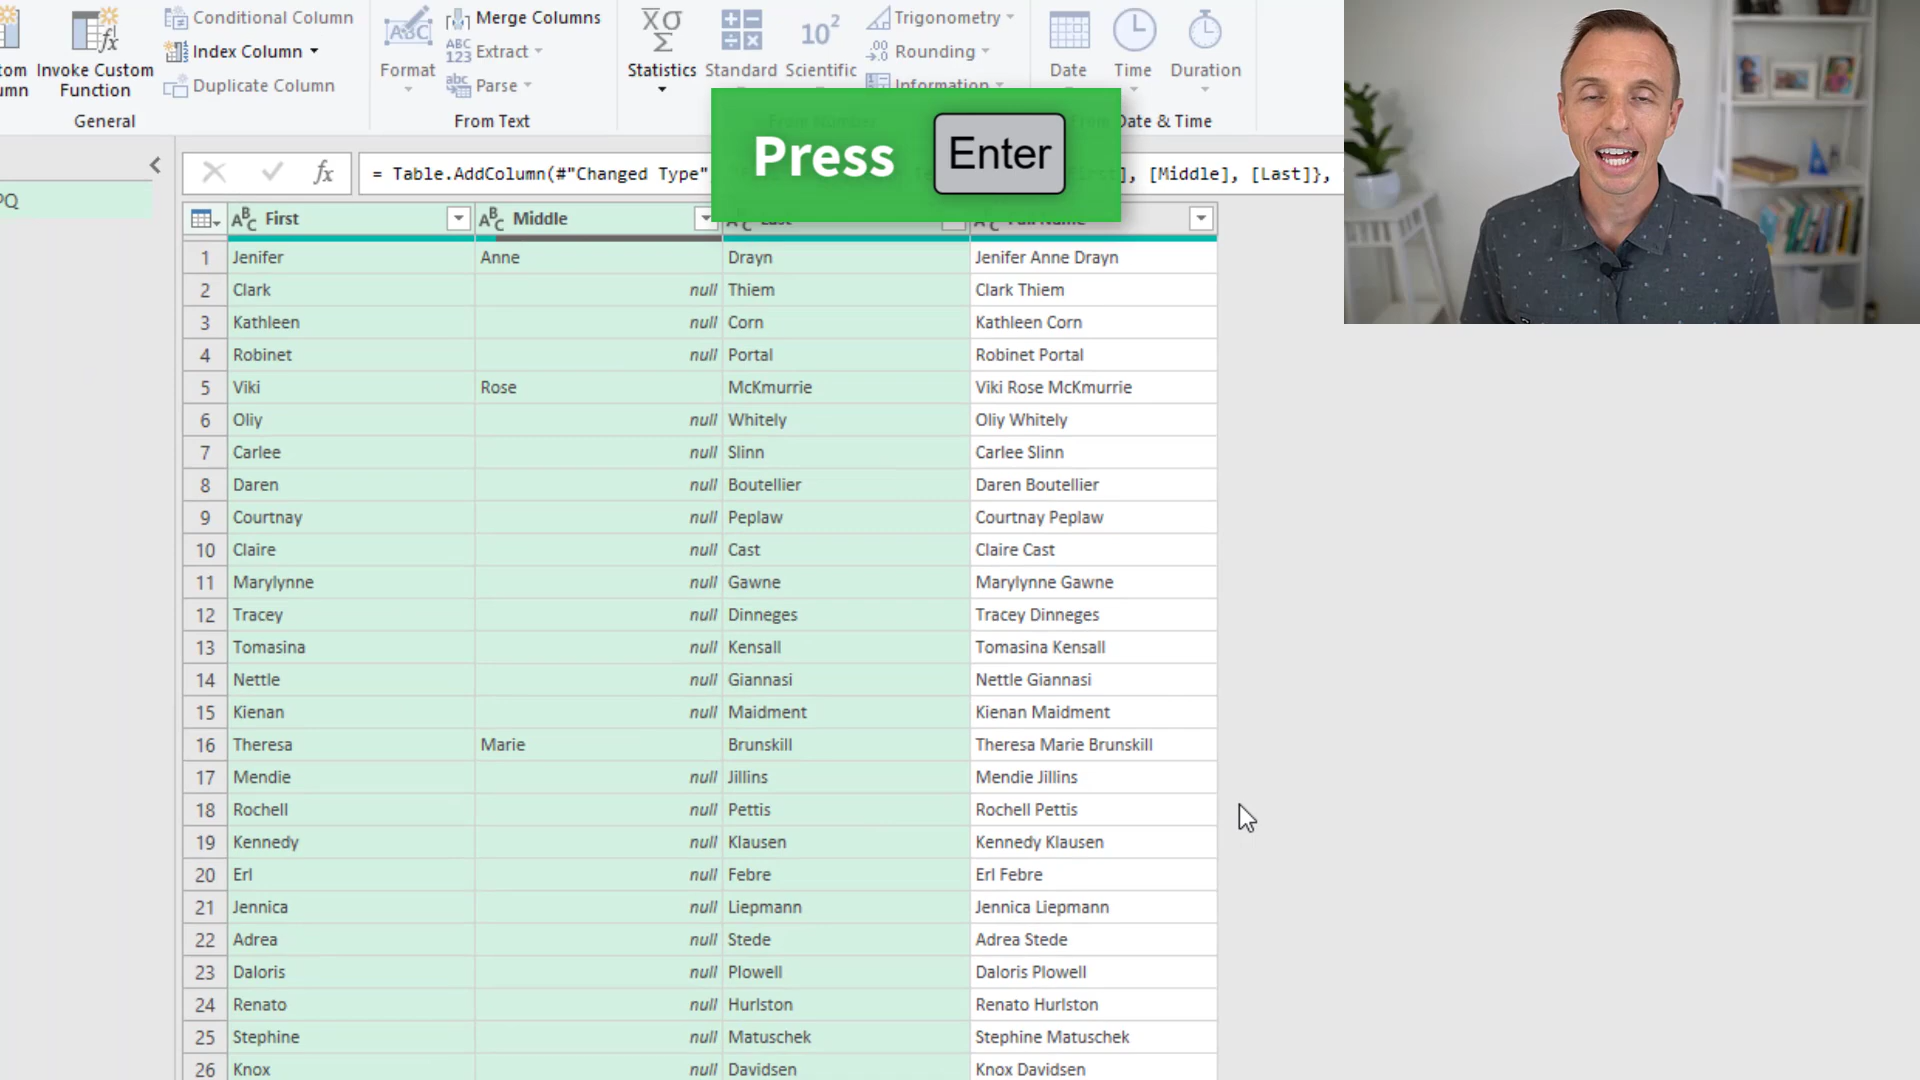 Conditional Column
Index Column
Duplicate Column
Invoke Custom
Function
General
Format
Merge Columns
Extract
Parse
From Text
Statistics
Standard
Scientific
10²
Trigonometry
Rounding
Information
Date
Time
Duration
Date & Time
Press Enter
PQ
fx
= Table.AddColumn(#"Changed Type" [Middle], [Last]},
First Middle
1 Jenifer Anne Drayn Jenifer Anne Drayn
2 Clark null Thiem Clark Thiem
3 Kathleen null Corn Kathleen Corn
4 Robinet null Portal Robinet Portal
5 Viki Rose McKmurrie Viki Rose McKmurrie
6 Oliy null Whitely Oliy Whitely
7 Carlee null Slinn Carlee Slinn
8 Daren null Boutellier Daren Boutellier
9 Courtnay null Peplaw Courtnay Peplaw
10 Claire null Cast Claire Cast
11 Marylynne null Gawne Marylynne Gawne
12 Tracey null Dinneges Tracey Dinneges
13 Tomasina null Kensall Tomasina Kensall
14 Nettle null Giannasi Nettle Giannasi
15 Kienan null Maidment Kienan Maidment
16 Theresa Marie Brunskill Theresa Marie Brunskill
17 Mendie null Jillins Mendie Jillins
18 Rochell null Pettis Rochell Pettis
19 Kennedy null Klausen Kennedy Klausen
20 Erl null Febre Erl Febre
21 Jennica null Liepmann Jennica Liepmann
22 Adrea null Stede Adrea Stede
23 Daloris null Plowell Daloris Plowell
24 Renato null Hurlston Renato Hurlston
25 Stephine null Matuschek Stephine Matuschek
26 Knox null Davidsen Knox Davidsen